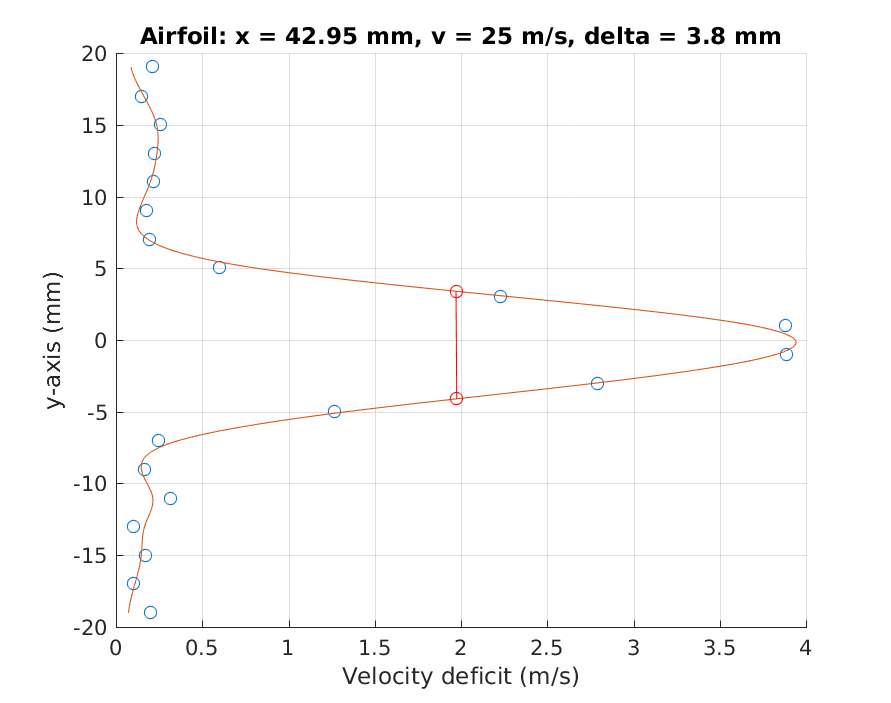 Airfoil: x = 42.95 mm, v = 25 m/s, delta = 3.8 mm
20
15
10
5
0
-5
-10
-15
-20
y-axis (mm)
0 0.5 1 1.5 2 2.5 3 3.5 4
Velocity deficit (m/s)